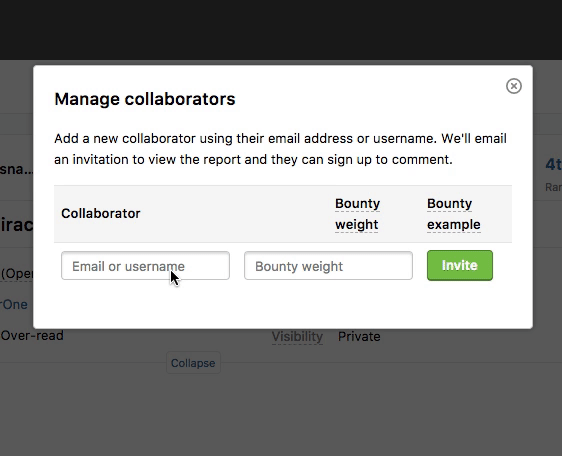 Manage collaborators
Add a new collaborator using their email address or username. We'll email
an invitation to view the report and they can sign up to comment.
Collaborator
Bounty
weight
Bounty
example
Email or username
Bounty weight
Invite
sna...
4t
Ran
irac
(Ope
rOne
Over-read
Visibility Private
Collapse